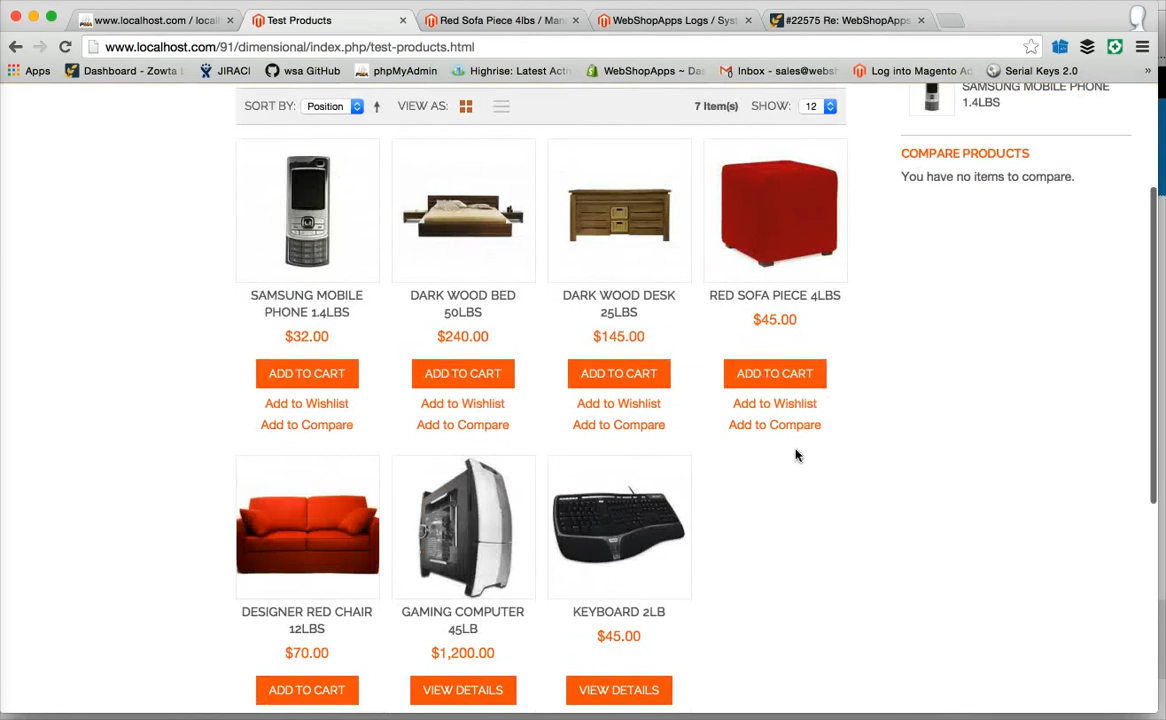 www.localhost.com / local
Test Products
Red Sofa Piece 4lbs / Man
WebShopApps Logs / Syst
#22575 Re: WebShopApps
www.localhost.com/91/dimensional/index.php/test-products.html
Apps
Dashboard - Zowta
JIRA
wsa GitHub
phpMyAdmin
Highrise: Latest Acti
WebShopApps ~ Das
Inbox - sales@websh
Log into Magento Ad
Serial Keys 2.0
»
SORT BY: Position
VIEW AS:
7 Item(s)
SHOW: 12
SAMSUNG MOBILE PHONE
1.4LBS
COMPARE PRODUCTS
You have no items to compare.
SAMSUNG MOBILE
PHONE 1.4LBS
$32.00
ADD TO CART
Add to Wishlist
Add to Compare
DARK WOOD BED
50LBS
$240.00
ADD TO CART
Add to Wishlist
Add to Compare
DARK WOOD DESK
25LBS
$145.00
ADD TO CART
Add to Wishlist
Add to Compare
RED SOFA PIECE 4LBS
$45.00
ADD TO CART
Add to Wishlist
Add to Compare
DESIGNER RED CHAIR
12LBS
$70.00
ADD TO CART
GAMING COMPUTER
45LB
$1,200.00
VIEW DETAILS
KEYBOARD 2LB
$45.00
VIEW DETAILS